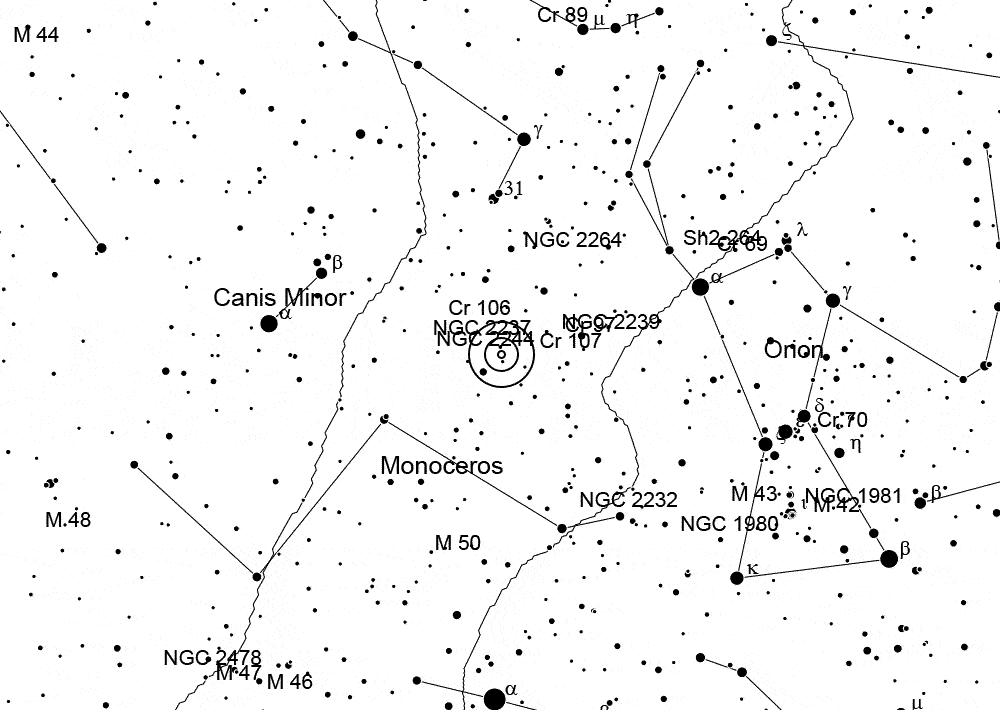 Cr 89 μ η
ζ
M 44
γ
31
NGC 2264
Sh2-264
Cr 69
λ
β
α
Canis Minor
α
γ
Cr 106
NGC 2237
NGC 2244
NGC 2239
Cr 97
Cr 107
Orion
δ
ε
Cr 70
ζ
η
Monoceros
M 48
NGC 2232
M 43
NGC 1981
ι
M 42
β
NGC 1980
M 50
β
κ
NGC 2478
M 47
M 46
α
μ